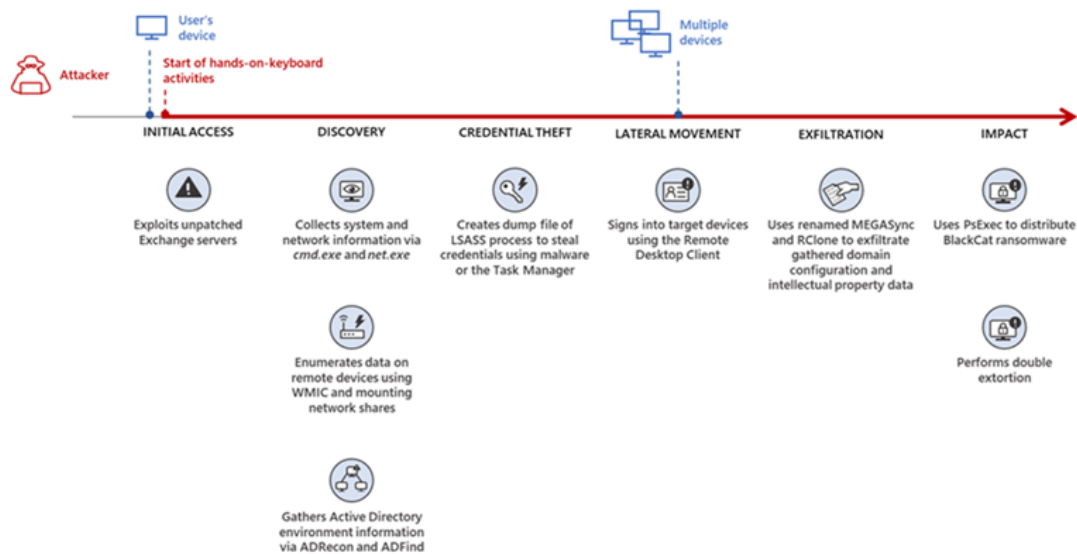 User's
device
Multiple
devices
Attacker
Start of hands-on-keyboard
activities
INITIAL ACCESS
DISCOVERY
CREDENTIAL THEFT
LATERAL MOVEMENT
EXFILTRATION
IMPACT
Exploits unpatched
Exchange servers
Collects system and
network information via
cmd.exe and net.exe
Enumerates data on
remote devices using
WMIC and mounting
network shares
Gathers Active Directory
environment information
via ADRecon and ADFind
Creates dump file of
LSASS process to steal
credentials using malware
or the Task Manager
Signs into target devices
using the Remote
Desktop Client
Uses renamed MEGASync
and RClone to exfiltrate
gathered domain
configuration and
intellectual property data
Uses PsExec to distribute
BlackCat ransomware
Performs double
extortion